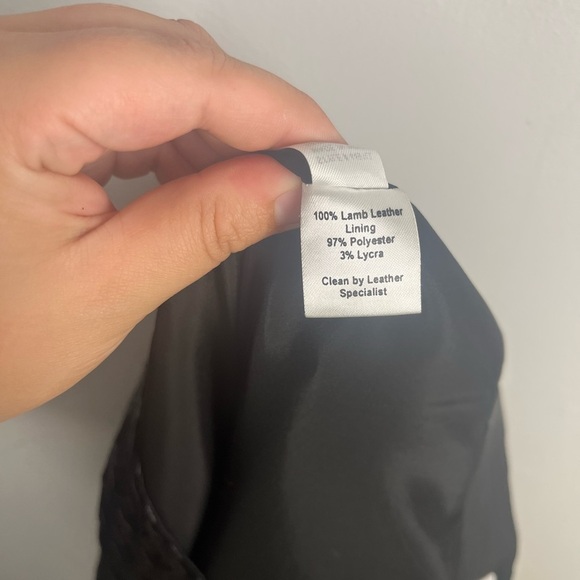 100% Lamb Leather
Lining
97% Polyester
3% Lycra
Clean by Leather
Specialist